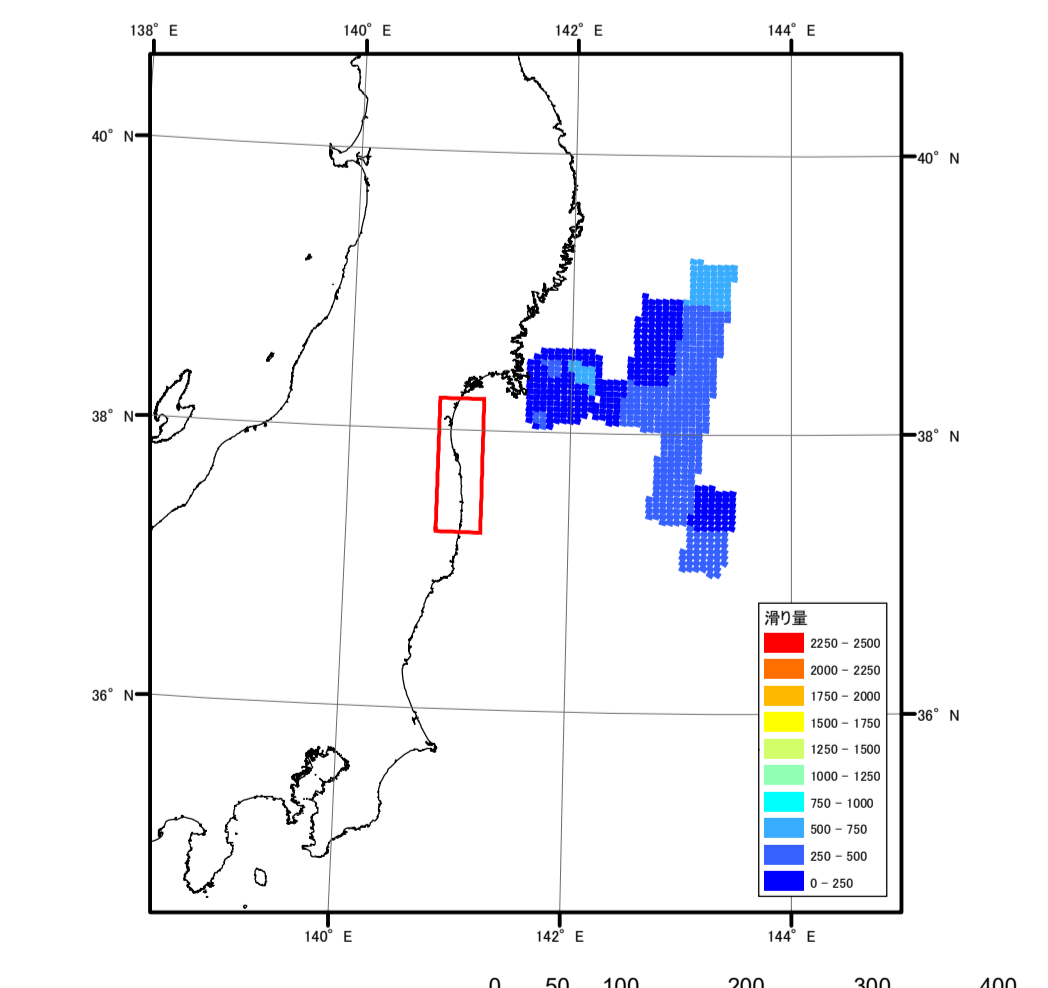 138° E 140° E 142° E 144° E
40° N
40° N
38° N
38° N
36° N
36° N
滑り量
2250 - 2500
2000 - 2250
1750 - 2000
1500 - 1750
1250 - 1500
1000 - 1250
750 - 1000
500 - 750
250 - 500
0 - 250
140° E 142° E 144° E
0 50 100 200 300 400